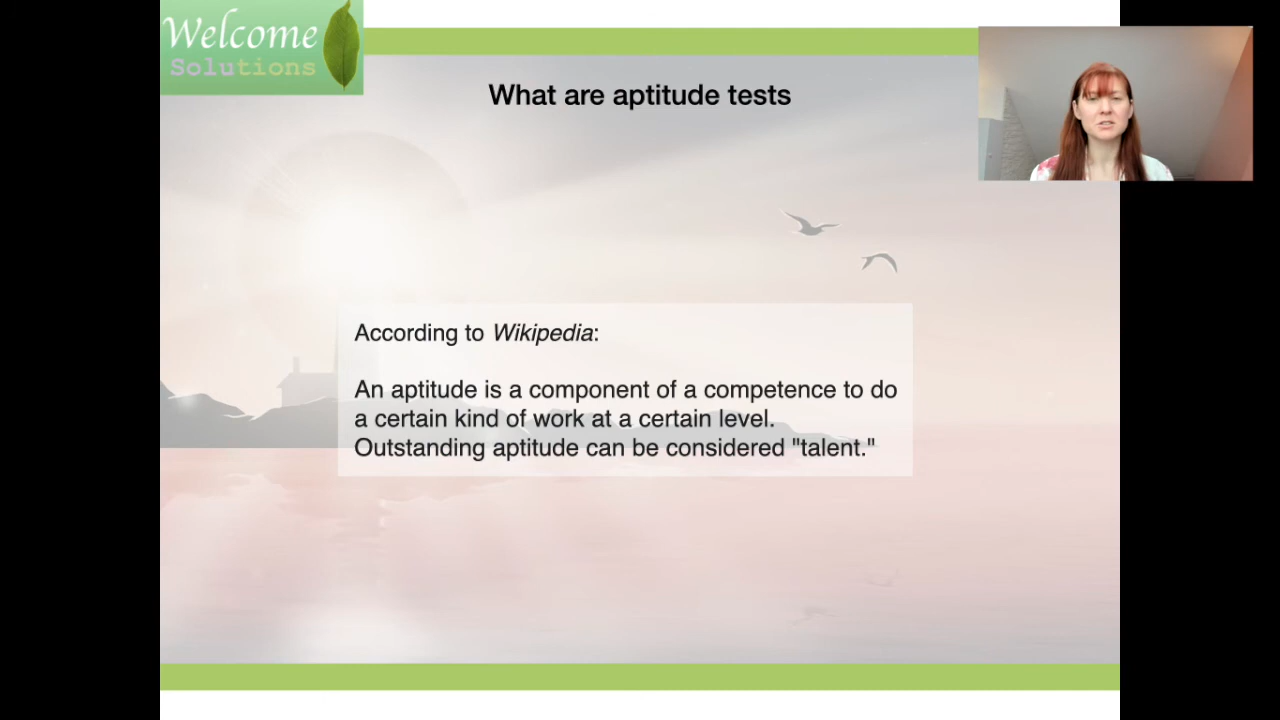 Welcome
Solutions
What are aptitude tests
According to Wikipedia:
An aptitude is a component of a competence to do
a certain kind of work at a certain level.
Outstanding aptitude can be considered "talent."